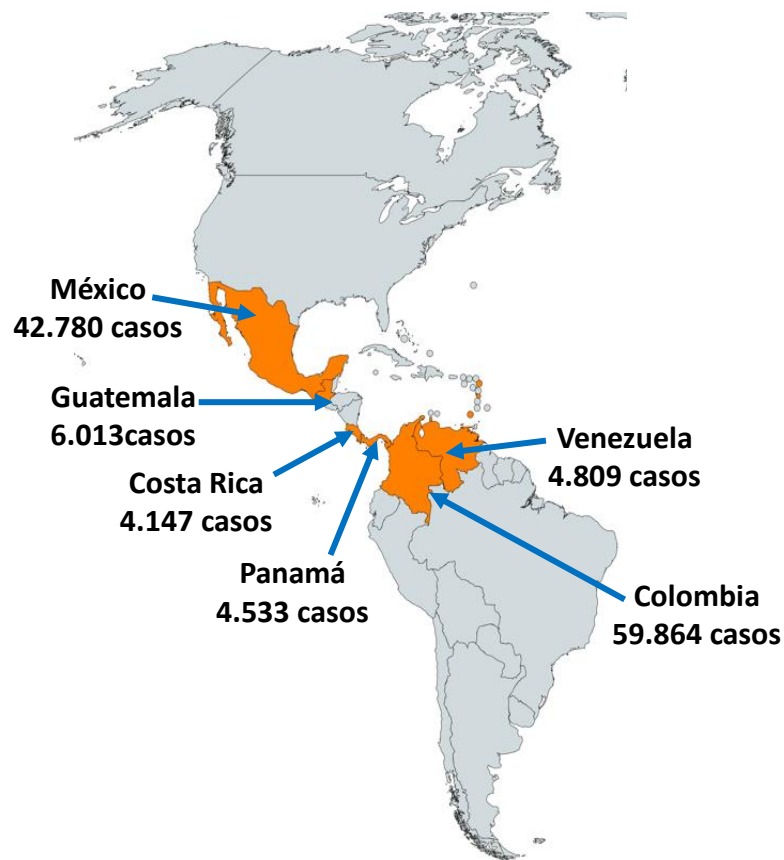 México
42.780 casos
Guatemala
6.013casos
Costa Rica
4.147 casos
Panamá
4.533 casos
Venezuela
4.809 casos
Colombia
59.864 casos